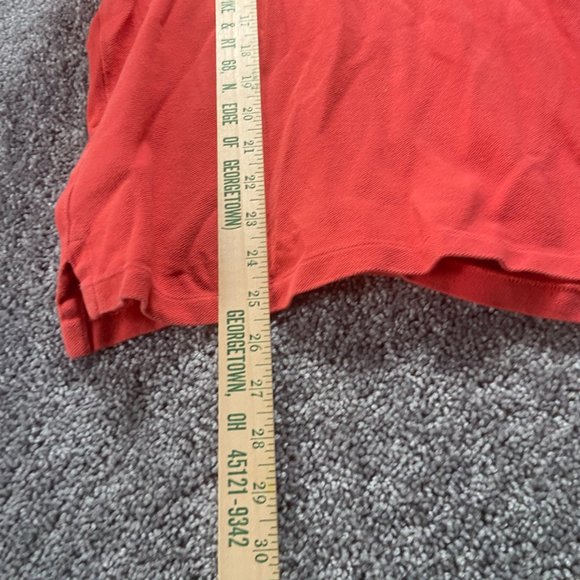 IKE & RT 68, N. EDGE OF GEORGETOWN)
GEORGETOWN, OH 45121-9342
17 18 19 20 21 22 23 24 25 26 27 28 29 30